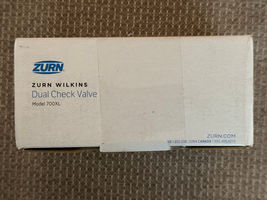 ZURN
ZURN WILKINS
Dual Check Valve
Model 700XL
ZURN.COM